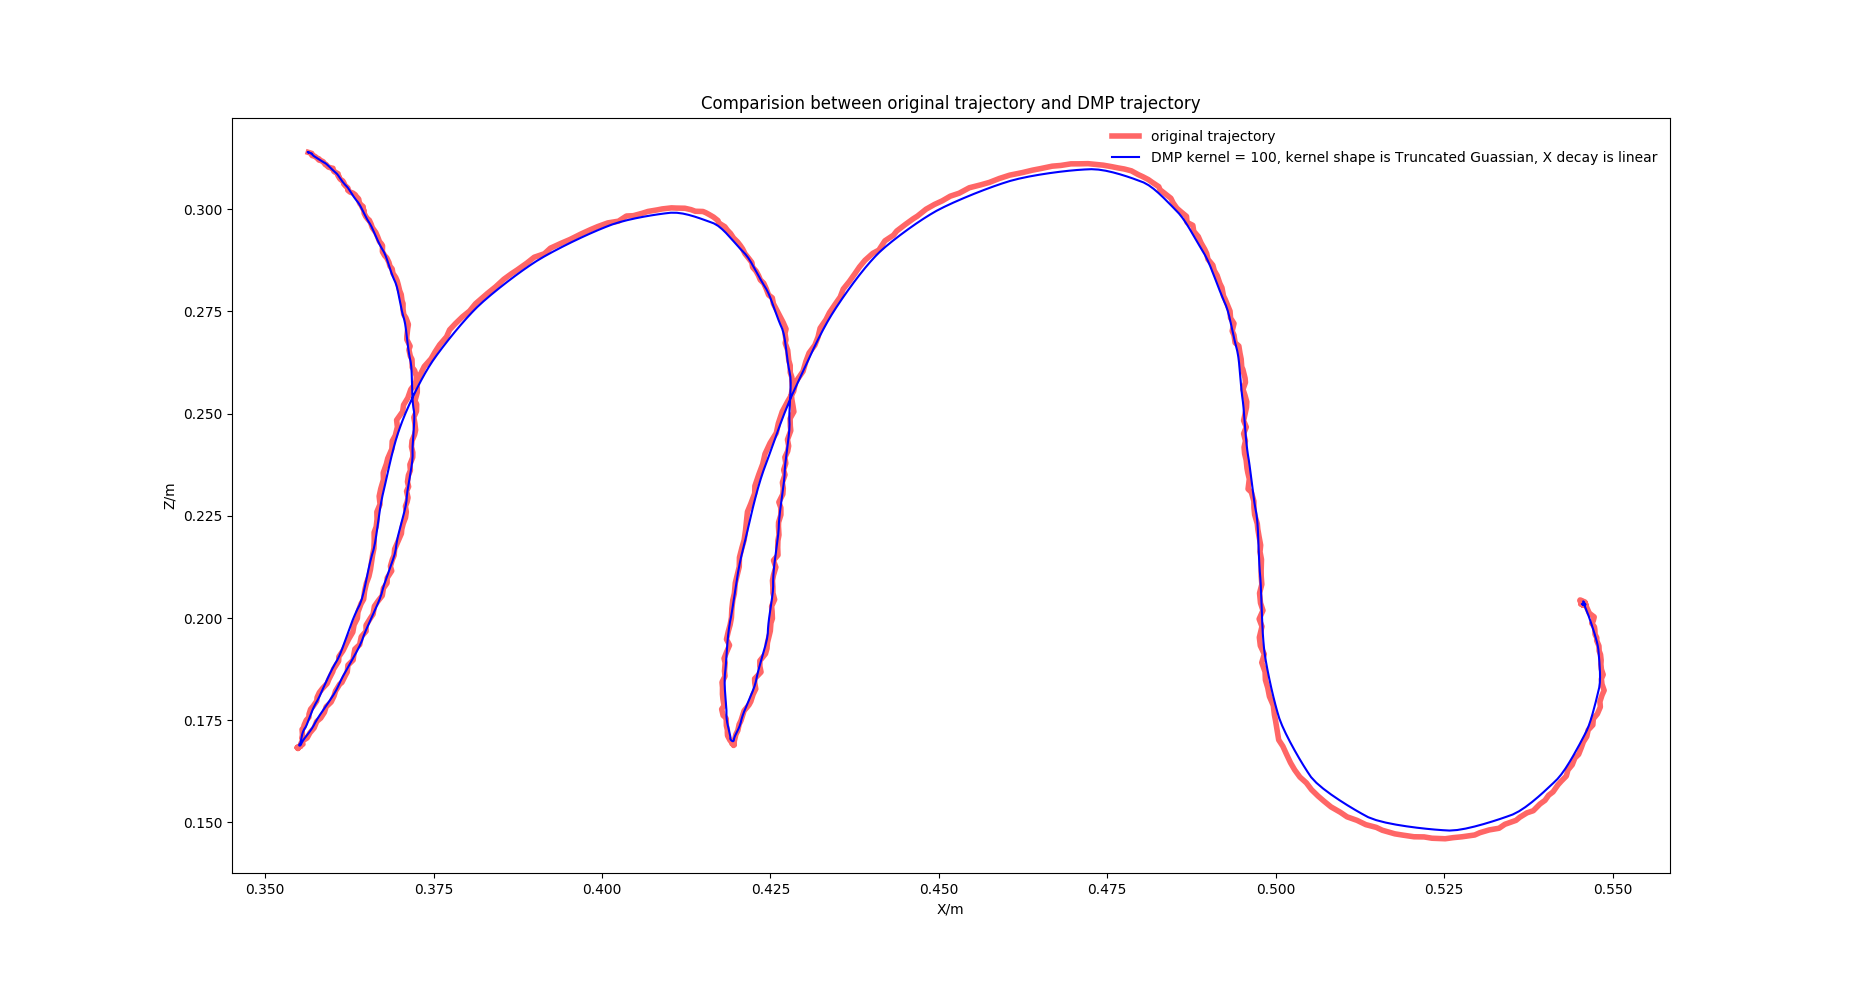 Comparision between original trajectory and DMP trajectory
original trajectory
DMP kernel = 100, kernel shape is Truncated Guassian, X decay is linear
0.300
0.275
0.250
0.225
0.200
0.175
0.150
Z/m
0.350 0.375 0.400 0.425 0.450 0.475 0.500 0.525 0.550
X/m